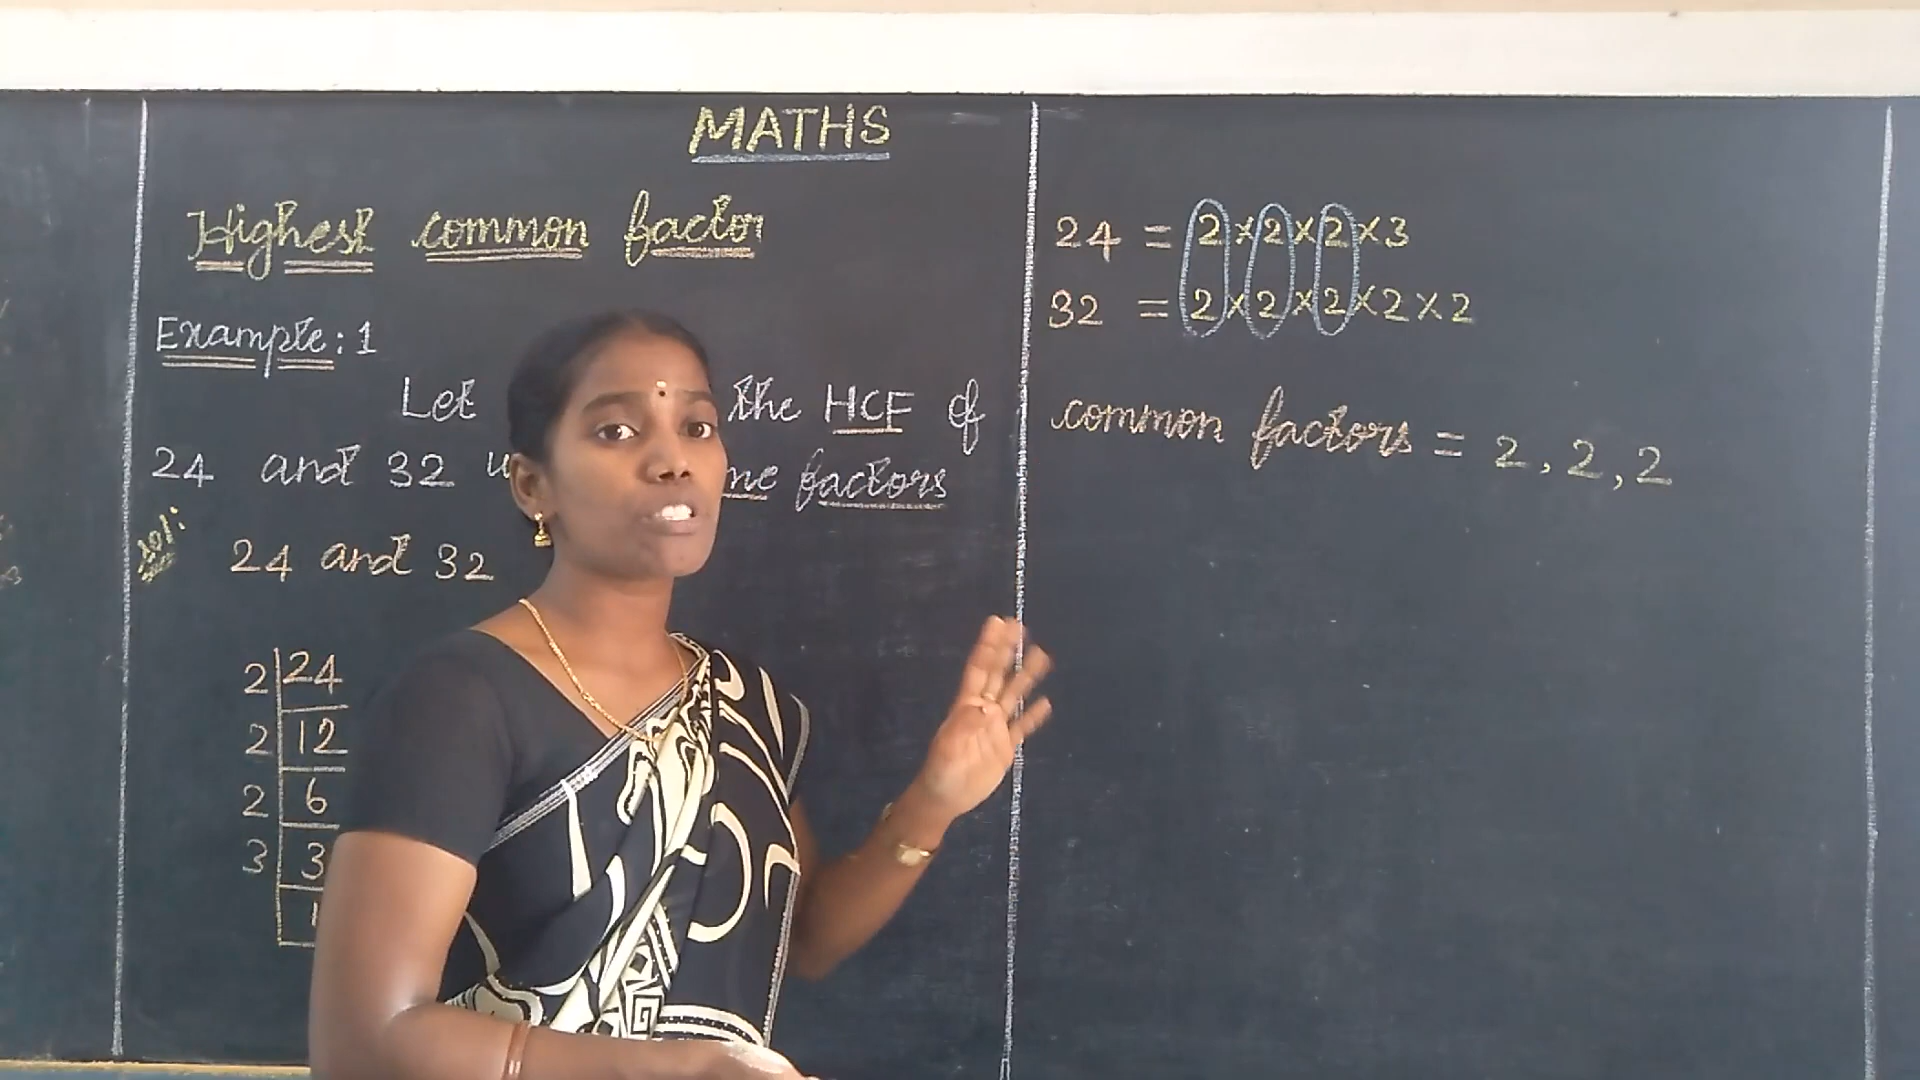 MATHS
Highest common factor
Example: 1
Let the HCF of
24 and 32 factors
Sol:
24 and 32
2 24
2 12
2 6
3 3
1
24 = 2×2×2×3
32 = 2×2×2×2×2
common factors = 2, 2, 2